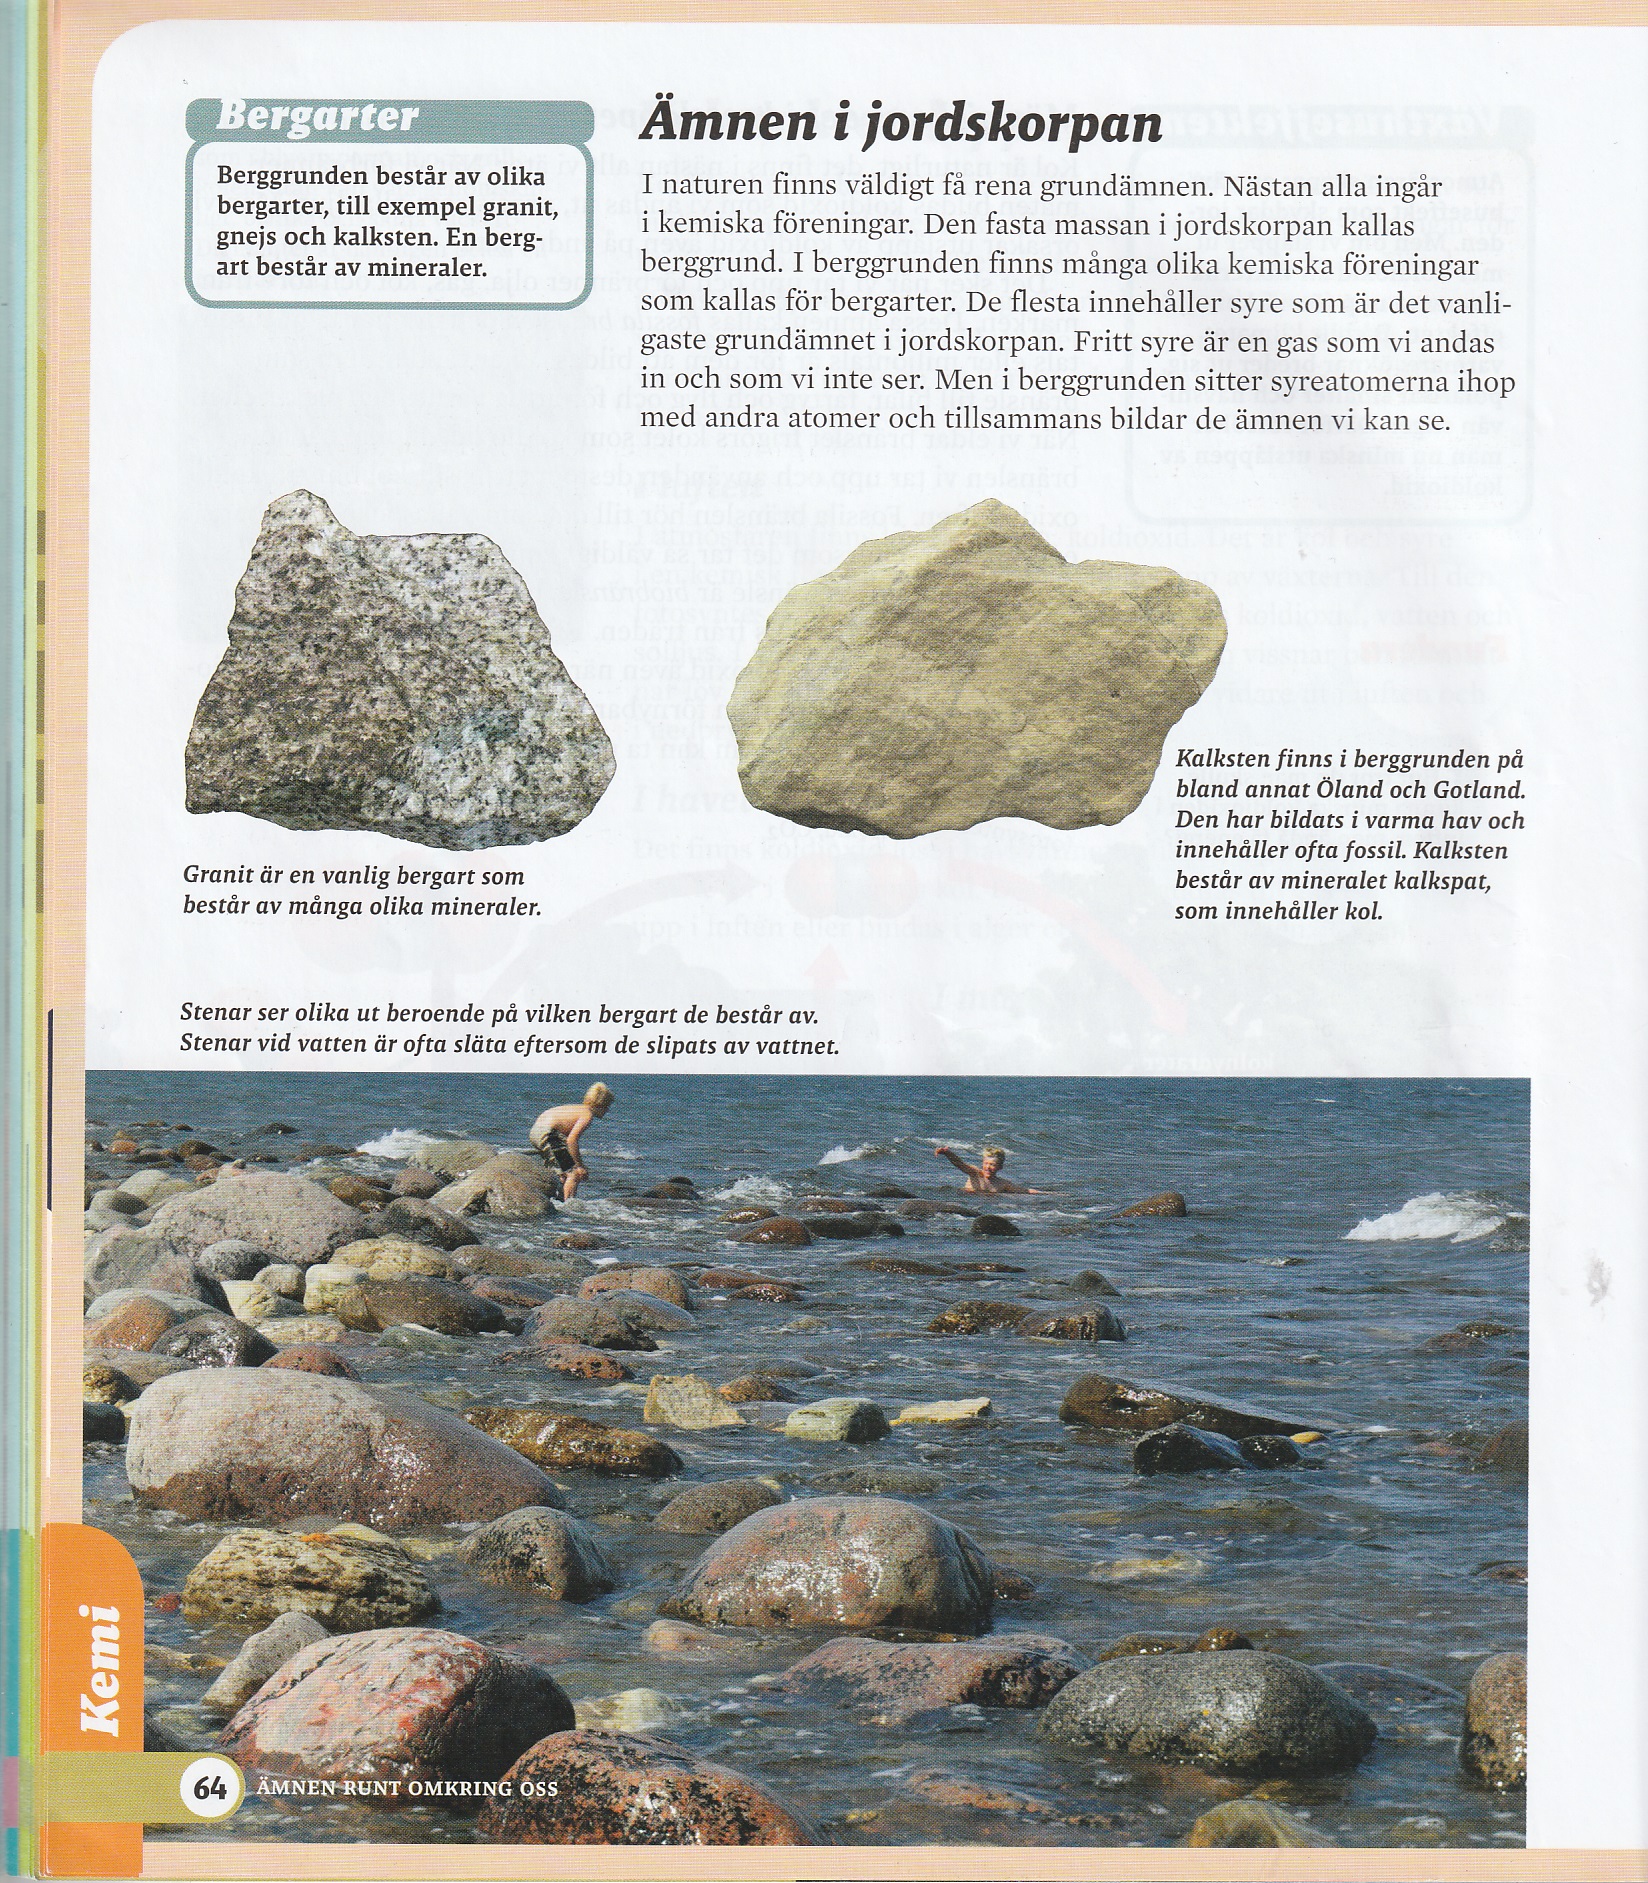 Bergarter
Berggrunden består av olika
bergarter, till exempel granit,
gnejs och kalksten. En berg-
art består av mineraler.
Ämnen i jordskorpan
I naturen finns väldigt få rena grundämnen. Nästan alla ingår
i kemiska föreningar. Den fasta massan i jordskorpan kallas
berggrund. I berggrunden finns många olika kemiska föreningar
som kallas för bergarter. De flesta innehåller syre som är det vanli-
gaste grundämnet i jordskorpan. Fritt syre är en gas som vi andas
in och som vi inte ser. Men i berggrunden sitter syreatomerna ihop
med andra atomer och tillsammans bildar de ämnen vi kan se.
Kalksten finns i berggrunden på
bland annat Öland och Gotland.
Den har bildats i varma hav och
innehåller ofta fossil. Kalksten
består av mineralet kalkspat,
som innehåller kol.
Granit är en vanlig bergart som
består av många olika mineraler.
Stenar ser olika ut beroende på vilken bergart de består av.
Stenar vid vatten är ofta släta eftersom de slipats av vattnet.
Kemi
64 ÄMNEN RUNT OMKRING OSS